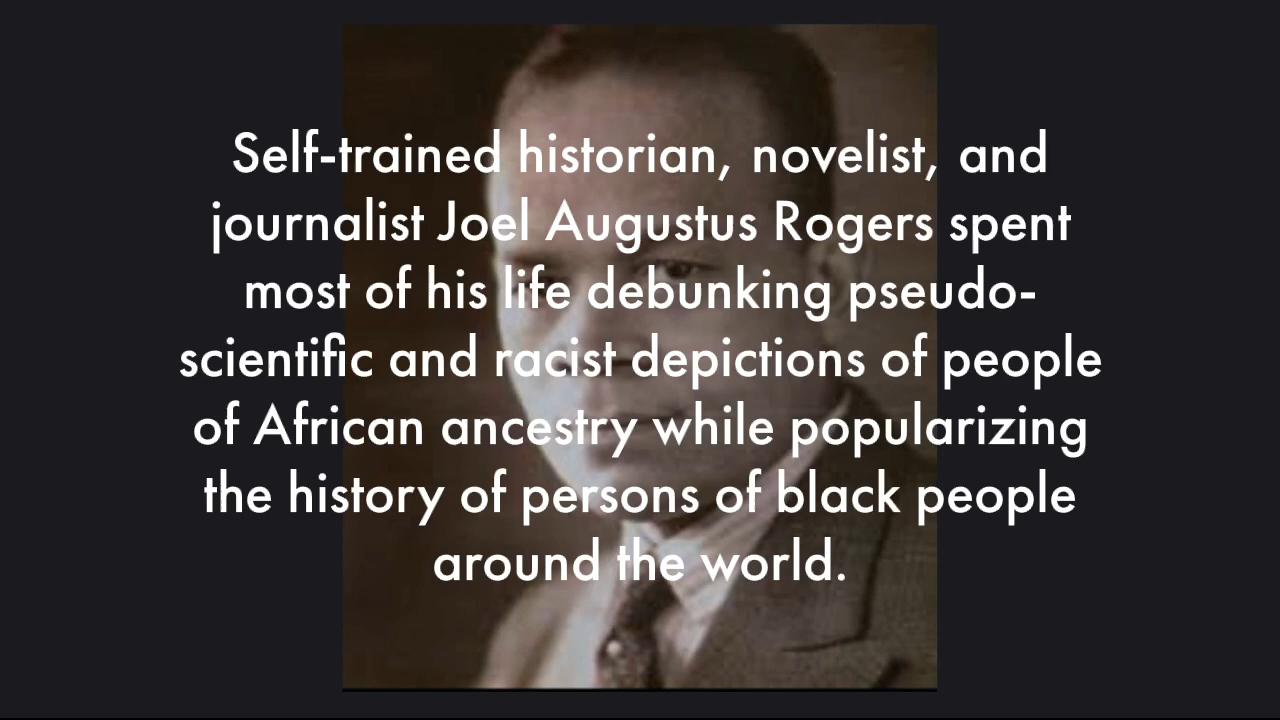 Self-trained historian, novelist, and
journalist Joel Augustus Rogers spent
most of his life debunking pseudo-
scientific and racist depictions of people
of African ancestry while popularizing
the history of persons of black people
around the world.